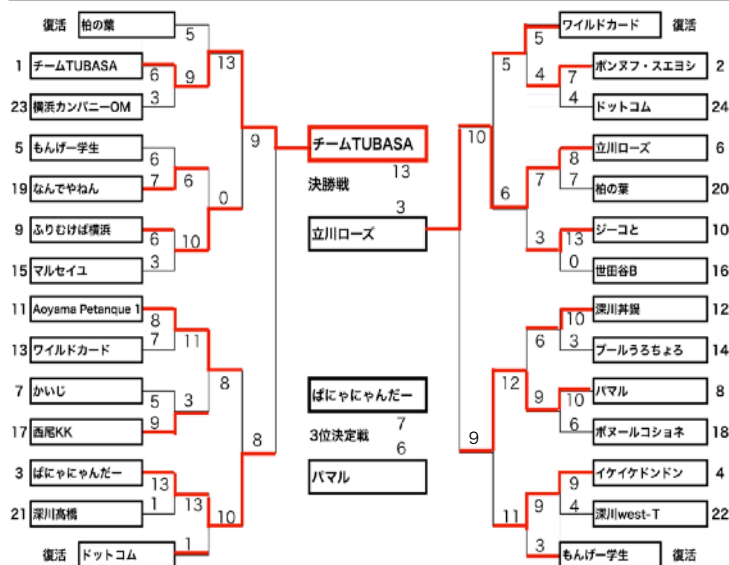 復活 柏の葉 5
1 チームTUBASA 6 9 13
23 横浜カンパニーOM 3
5 もんげー学生 6
19 なんでやねん 7 6 0
9 ふりむけば横浜 6 10
15 マルセイユ 3
9
11 Aoyama Petanque 1 8 11
13 ワイルドカード 7
7 かいじ 5 3
17 西尾KK 9
8
3 ぱにゃにゃんだー 13 13
21 深川髙橋 1
復活 ドットコム 1
10
8
チームTUBASA
13
決勝戦
3
立川ローズ
ぱにゃにゃんだー
7
3位決定戦
6
パマル
ワイルドカード 復活
5
5
4 7 ボンヌフ・スエヨシ 2
4 ドットコム 24
10
6
7 8 立川ローズ 6
7 柏の葉 20
3 13 ジーコと 10
0 世田谷B 16
6 10 深川丼鍋 12
3 プールうろちょろ 14
12
9 10 パマル 8
6 ボヌールコショネ 18
9
9 9 イケイケドンドン 4
4 深川west-T 22
11
3 もんげー学生 復活